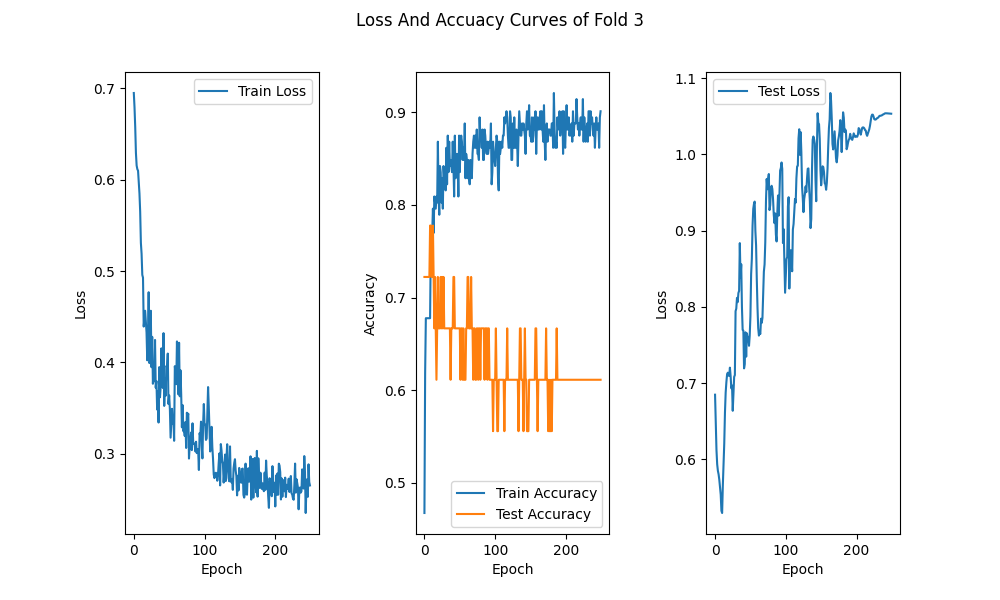 Loss And Accuacy Curves of Fold 3
0.7
0.6
0.5
0.4
0.3
Loss
0
100
200
Epoch
Train Loss
0.9
0.8
0.7
0.6
0.5
Accuracy
0
100
200
Epoch
Train Accuracy
Test Accuracy
1.1
1.0
0.9
0.8
0.7
0.6
Loss
0
100
200
Epoch
Test Loss